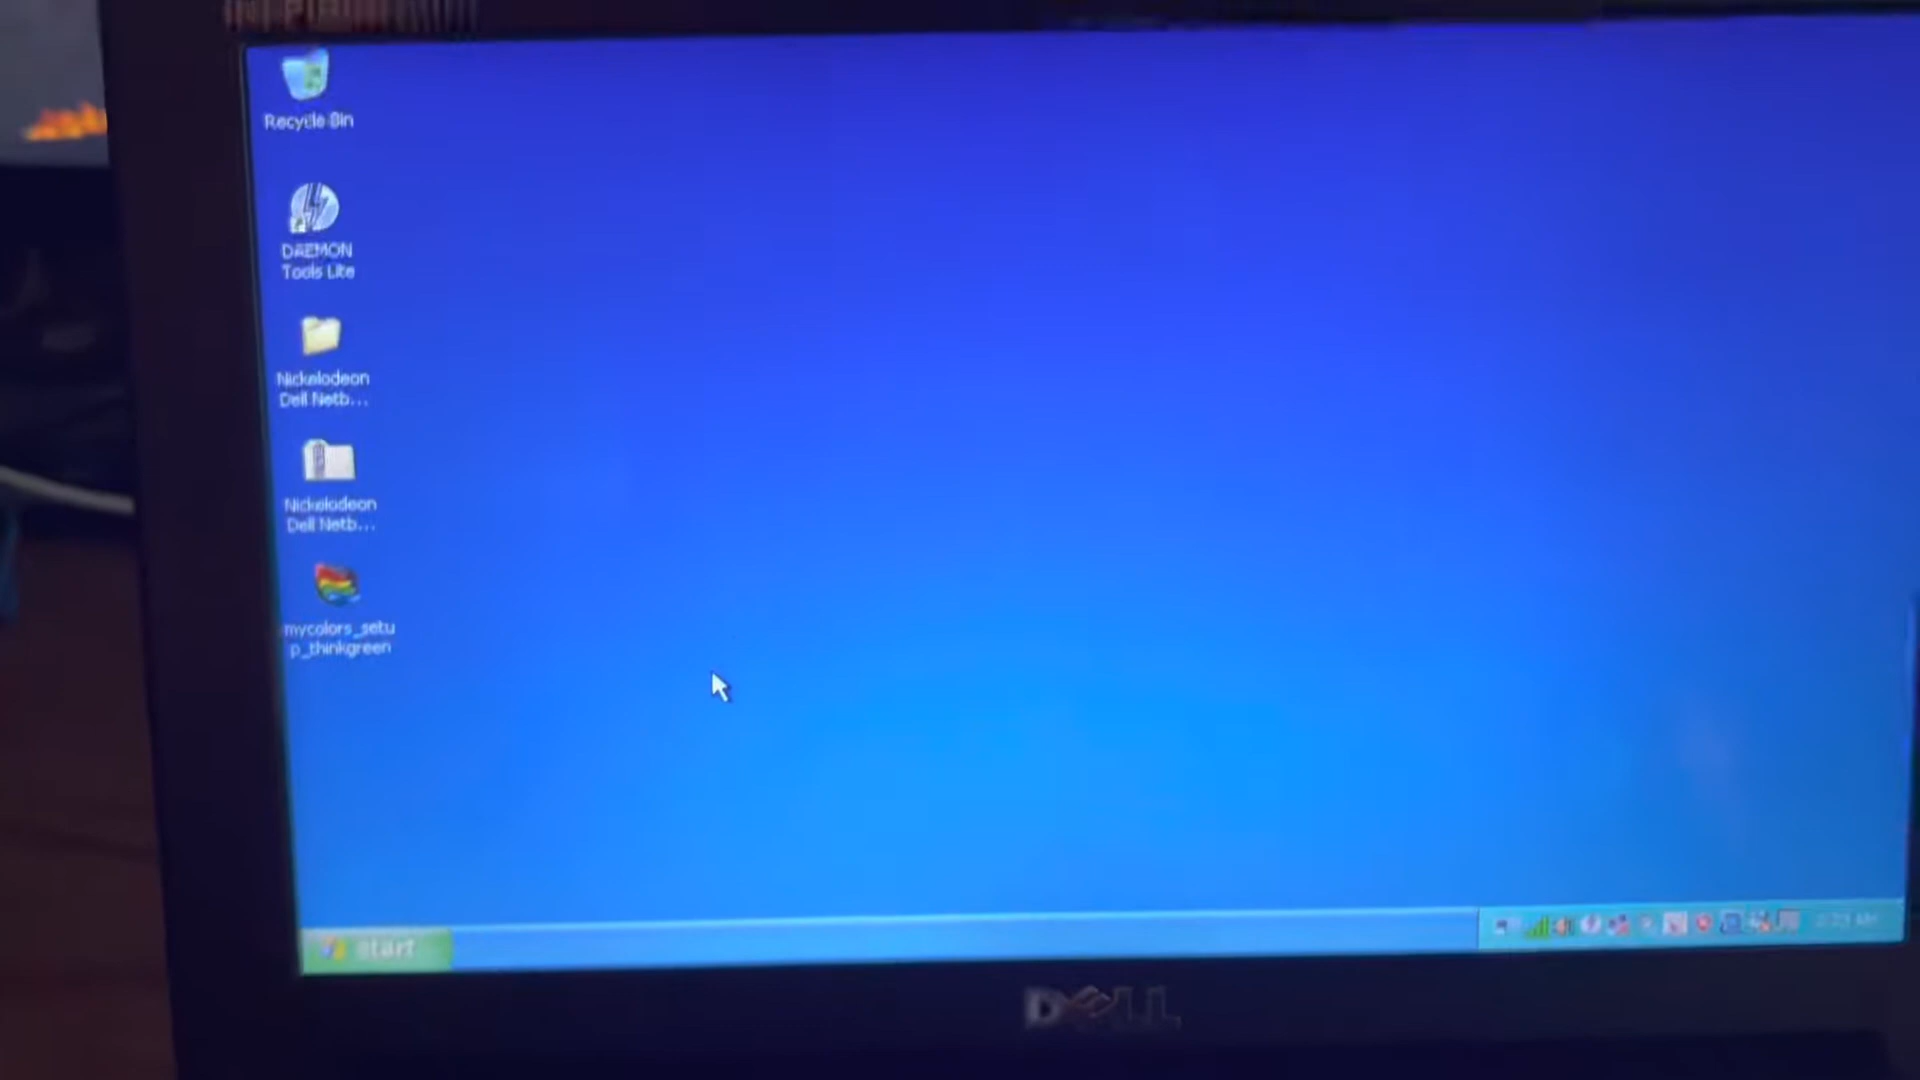 Recycle Bin
DAEMON
Tools Lite
Nickelodeon
Dell Netb...
Nickelodeon
Dell Netb...
mycolors_setu
p_thinkgreen
start
DELL